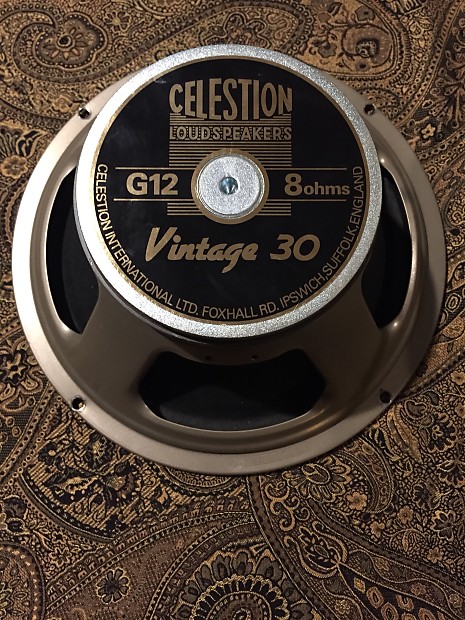 CELESTION
LOUDSPEAKERS
G12 8ohms
Vintage 30
CELESTION INTERNATIONAL LTD. FOXHALL RD. IPSWICH.SUFFOLK.ENGLAND